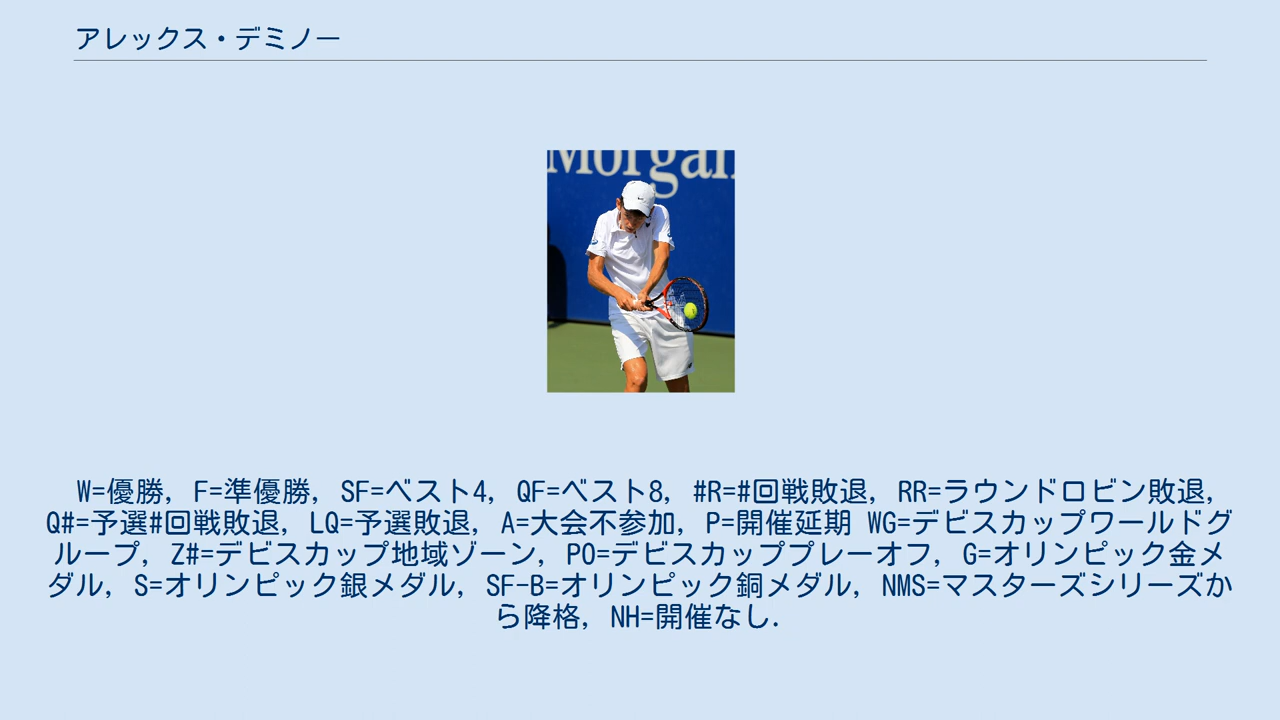 アレックス・デミノー
Morgan
W=優勝, F=準優勝, SF=ベスト4, QF=ベスト8, #R=#回戦敗退, RR=ラウンドロビン敗退,
Q#=予選#回戦敗退, LQ=予選敗退, A=大会不参加, P=開催延期 WG=デビスカップワールドグ
ループ, Z#=デビスカップ地域ゾーン, PO=デビスカッププレーオフ, G=オリンピック金メ
ダル, S=オリンピック銀メダル, SF-B=オリンピック銅メダル, NMS=マスターズシリーズか
ら降格, NH=開催なし.